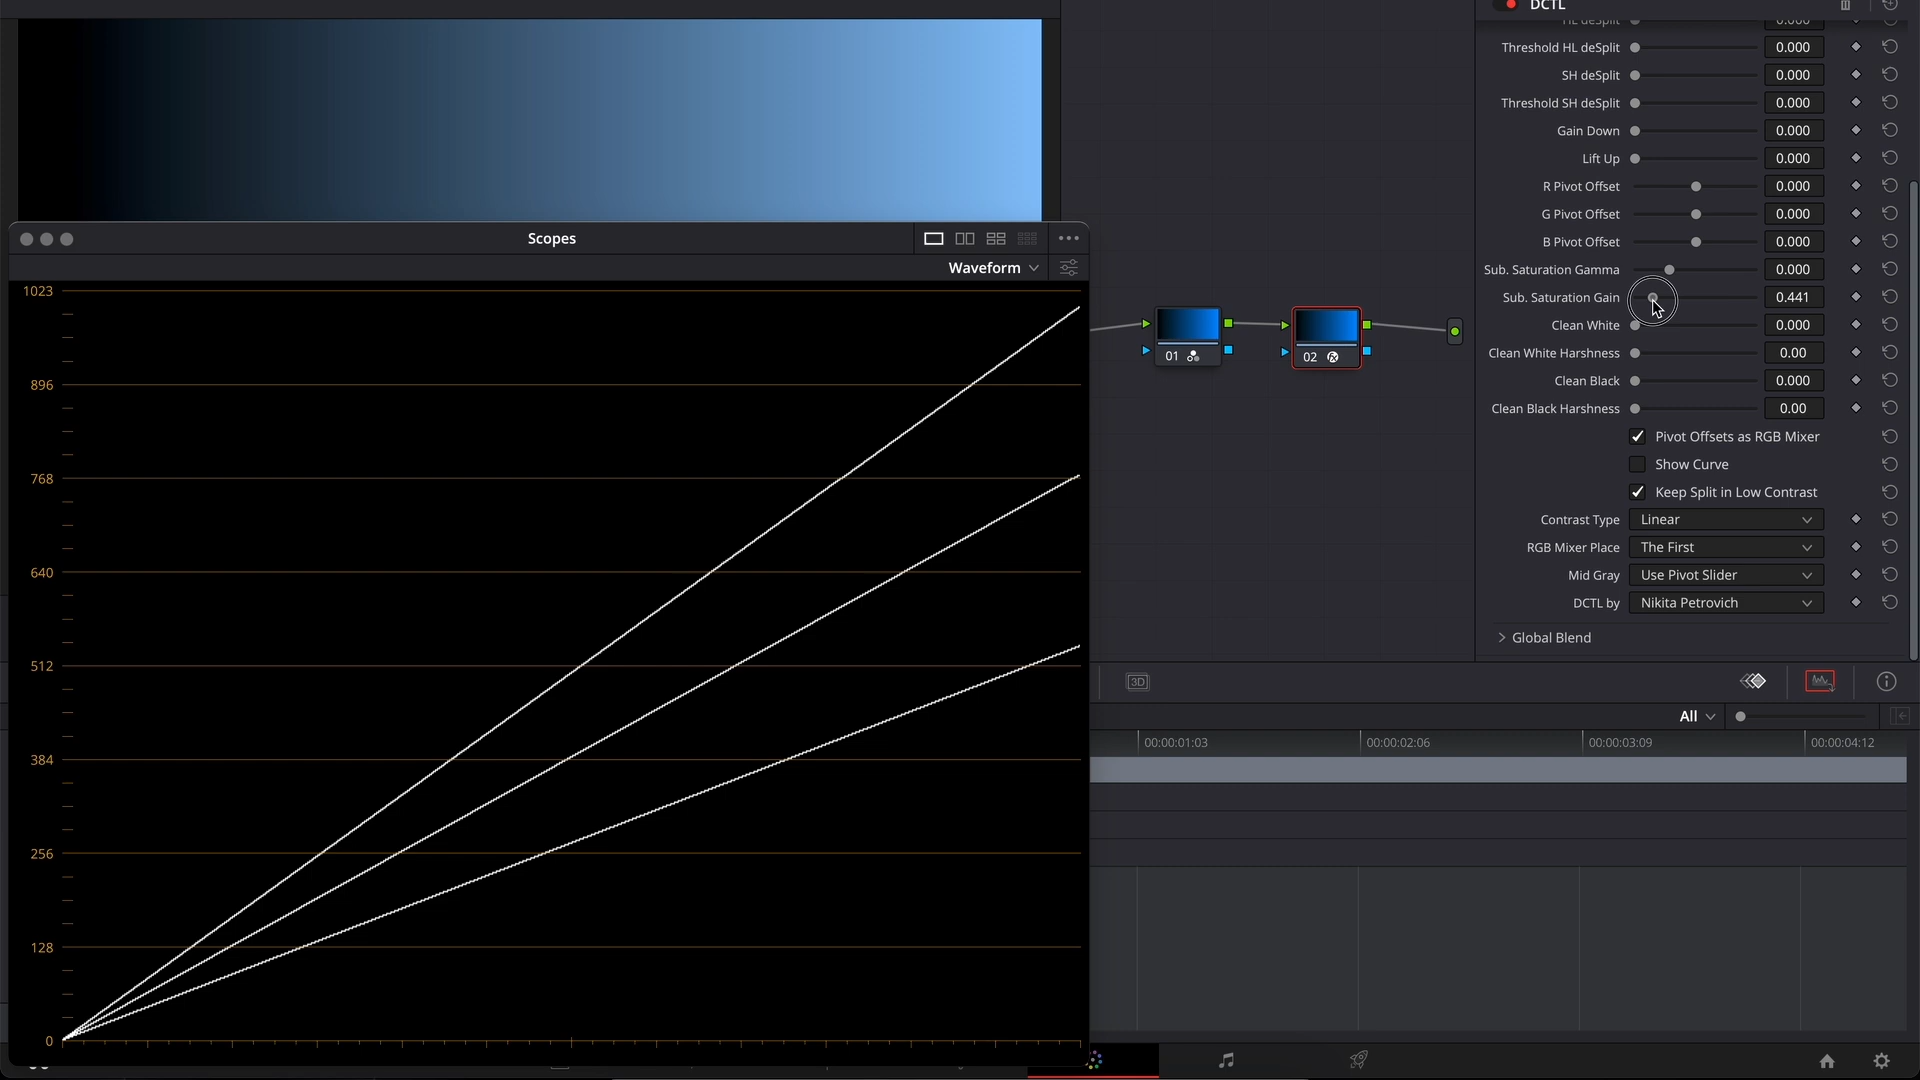 DCTL
HL deSplit 0.000
Threshold HL deSplit 0.000
SH deSplit 0.000
Threshold SH deSplit 0.000
Gain Down 0.000
Lift Up 0.000
R Pivot Offset 0.000
G Pivot Offset 0.000
B Pivot Offset 0.000
Sub. Saturation Gamma 0.000
Sub. Saturation Gain 0.441
Clean White 0.000
Clean White Harshness 0.00
Clean Black 0.000
Clean Black Harshness 0.00
Pivot Offsets as RGB Mixer
Show Curve
Keep Split in Low Contrast
Contrast Type Linear
RGB Mixer Place The First
Mid Gray Use Pivot Slider
DCTL by Nikita Petrovich
Global Blend
Scopes
Waveform
1023
896
768
640
512
384
256
128
0
01
02
3D
All
00:00:01:03 00:00:02:06 00:00:03:09 00:00:04:12